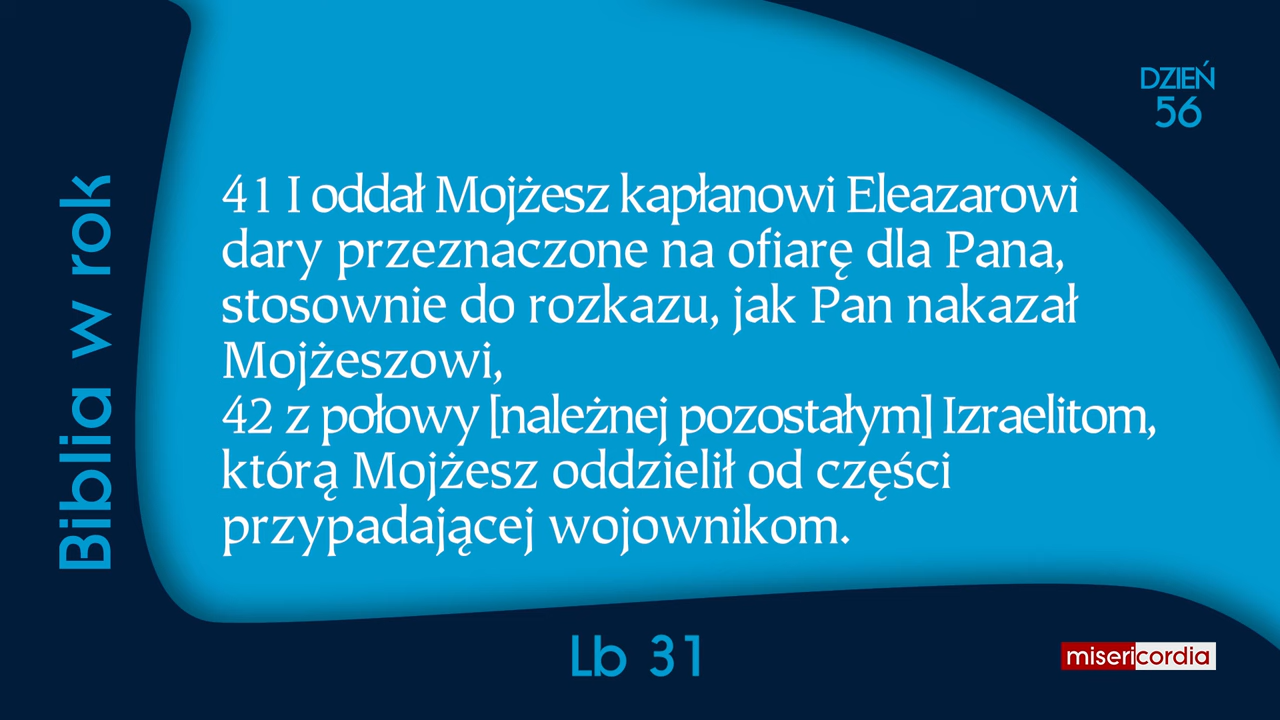 DZIEŃ
56
Biblia w rok
41 I oddał Mojżesz kapłanowi Eleazarowi
dary przeznaczone na ofiarę dla Pana,
stosownie do rozkazu, jak Pan nakazał
Mojżeszowi,
42 z połowy [należnej pozostałym] Izraelitom,
którą Mojżesz oddzielił od części
przypadającej wojownikom.
Lb 31
misericordia